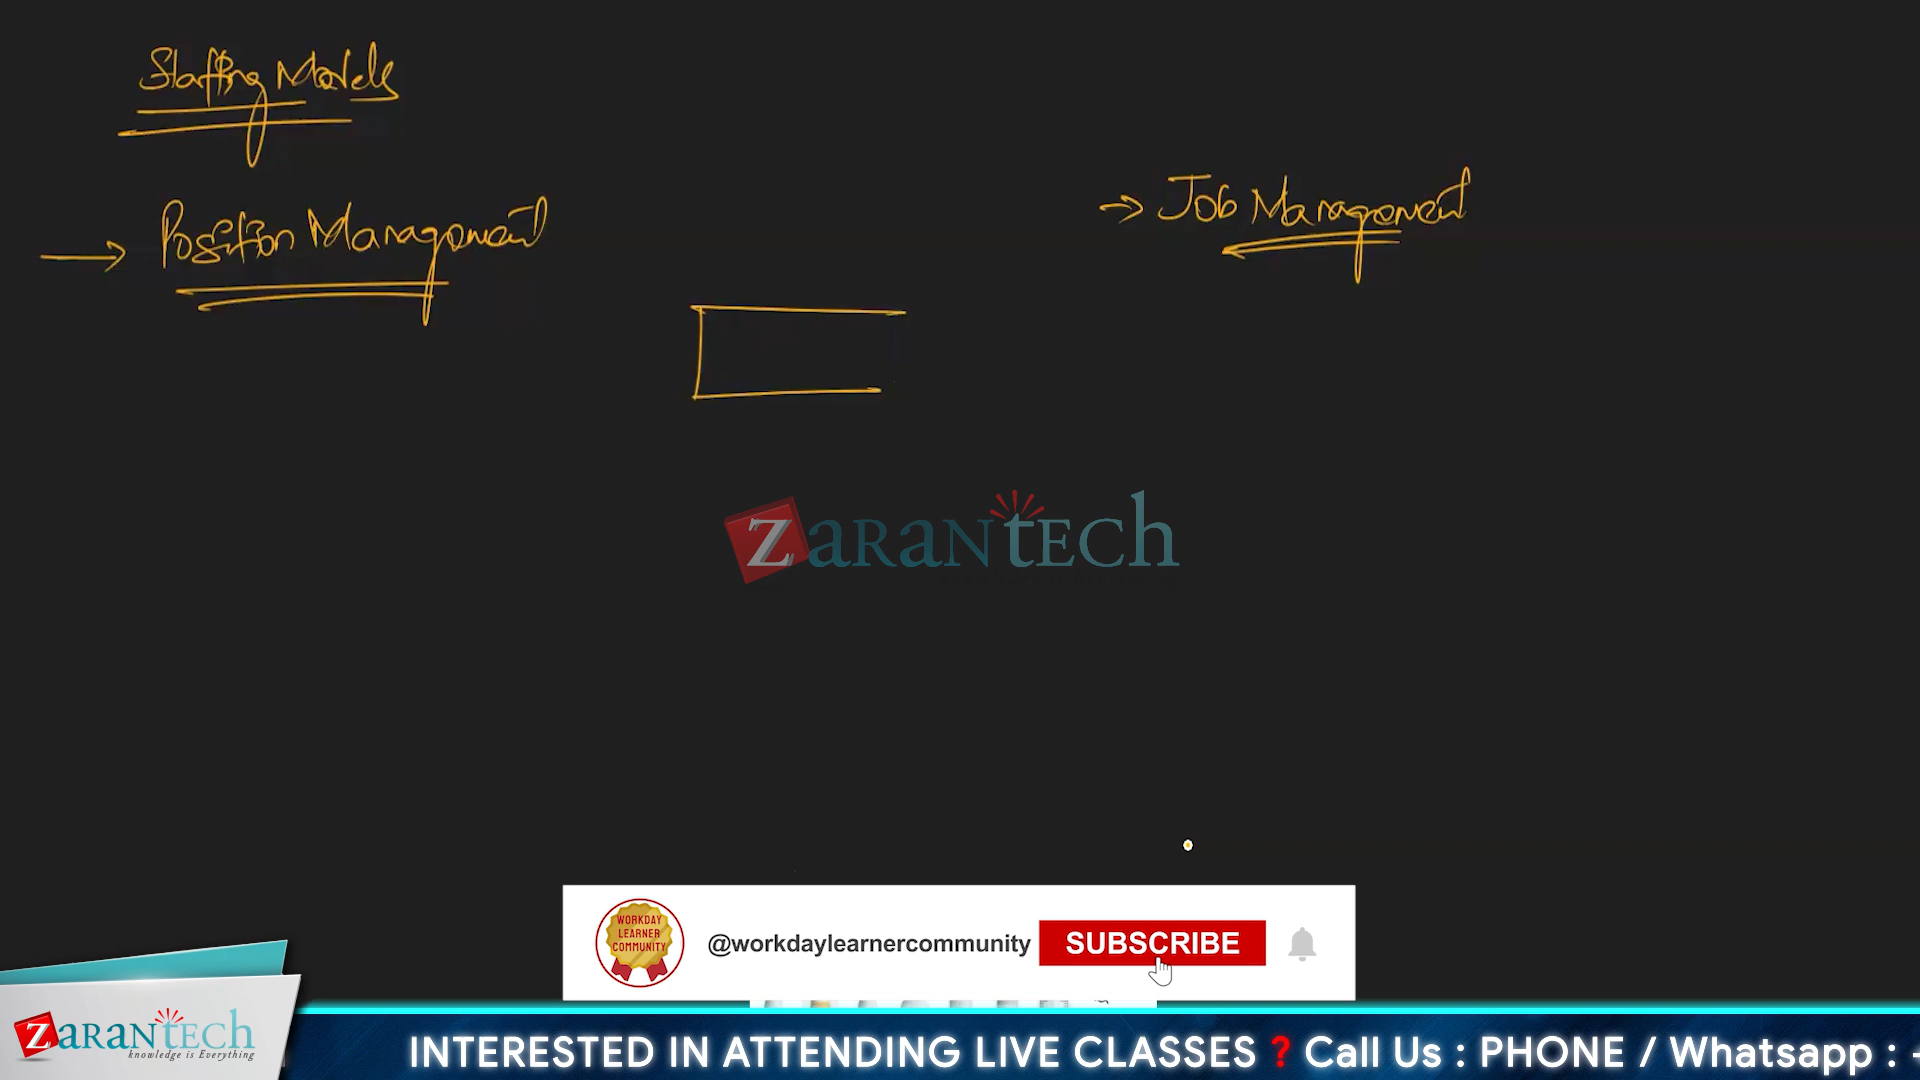 Staffing Models
→ Position Management
→ Job Management
ZARANTECH
WORKDAY
LEARNER
COMMUNITY
@workdaylearnercommunity
SUBSCRIBE
ZARANTECH
knowledge is Everything
INTERESTED IN ATTENDING LIVE CLASSES ? Call Us : PHONE / Whatsapp : +